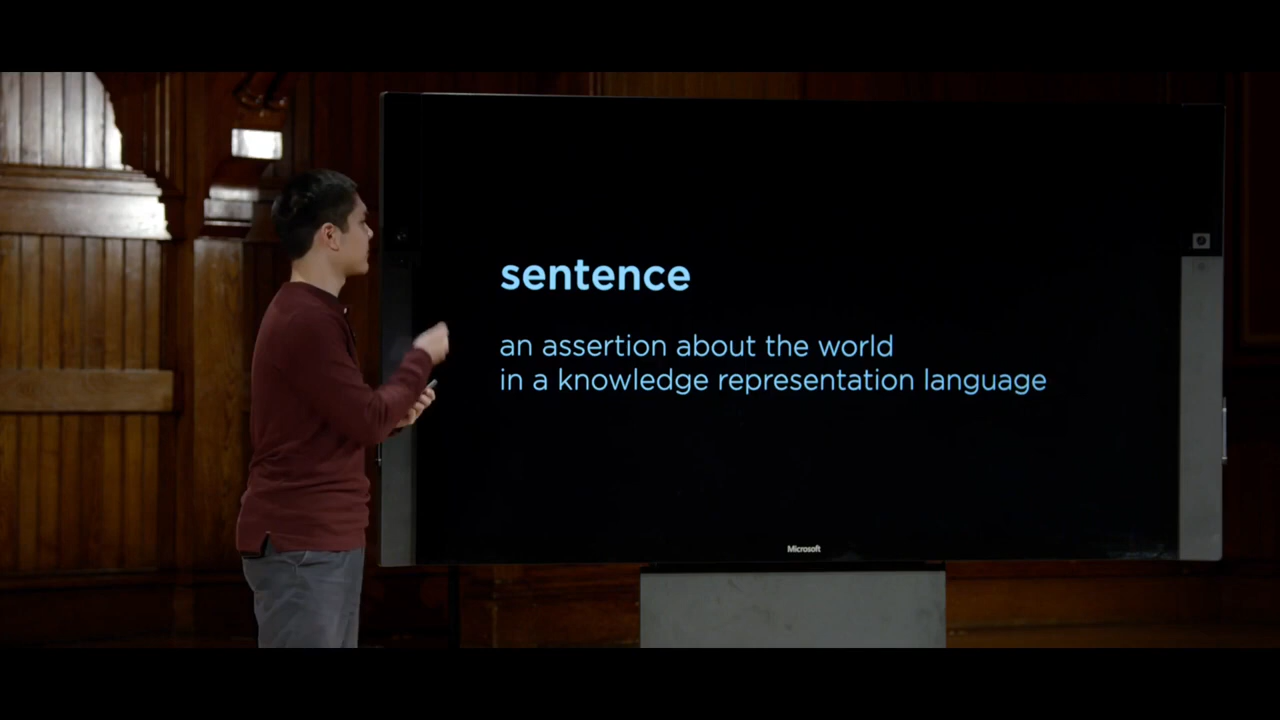 sentence
an assertion about the world
in a knowledge representation language
Microsoft